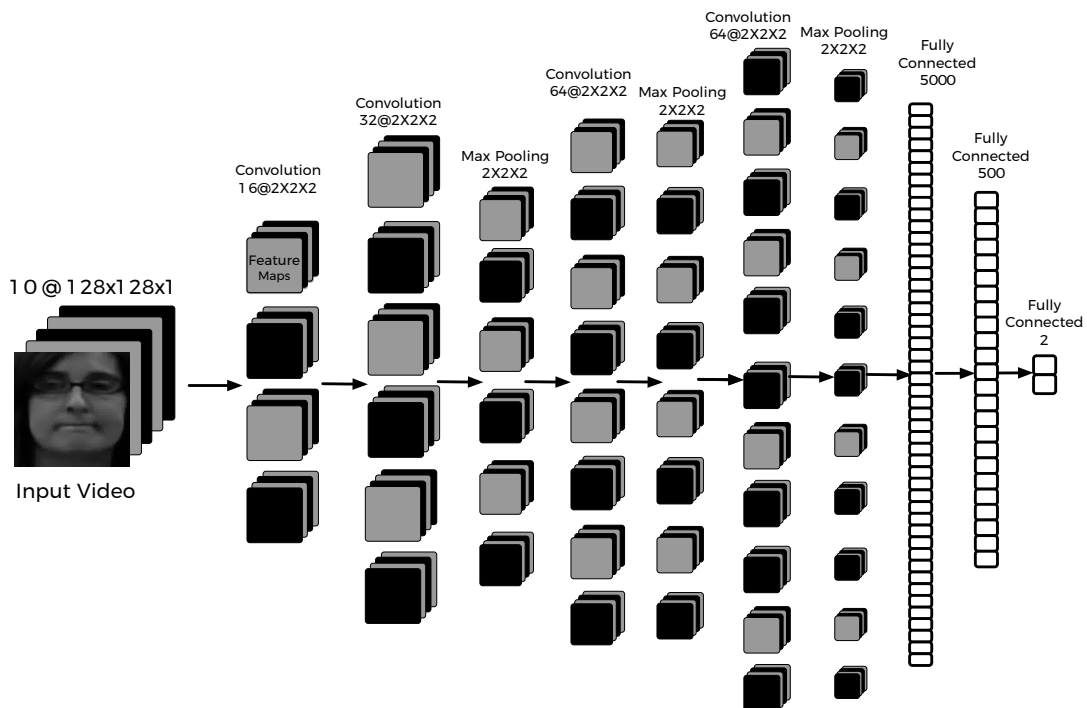 10@128x128x1
Input Video
Convolution
16@2X2X2
Feature
Maps
Convolution
32@2X2X2
Max Pooling
2X2X2
Convolution
64@2X2X2
Max Pooling
2X2X2
Convolution
64@2X2X2
Max Pooling
2X2X2
Fully
Connected
5000
Fully
Connected
500
Fully
Connected
2